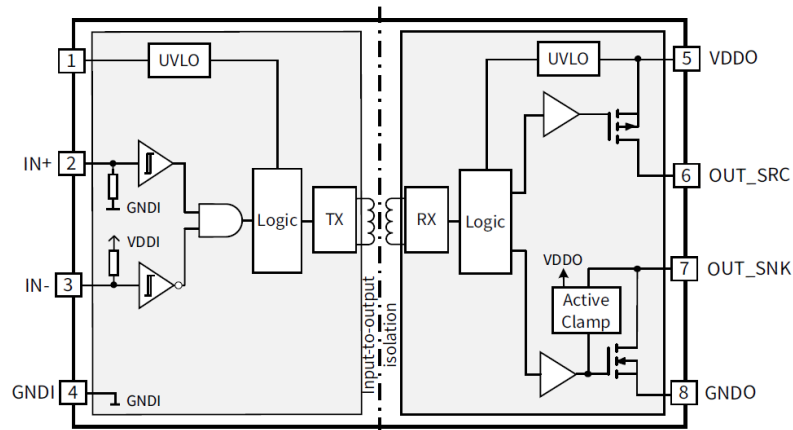 1
UVLO
UVLO
5
VDDO
IN+
2
GNDI
6
OUT_SRC
Logic
TX
RX
Logic
VDDI
IN-
3
VDDO
7
OUT_SNK
Active
Clamp
Input-to-output
isolation
GNDI
4
GNDI
8
GNDO